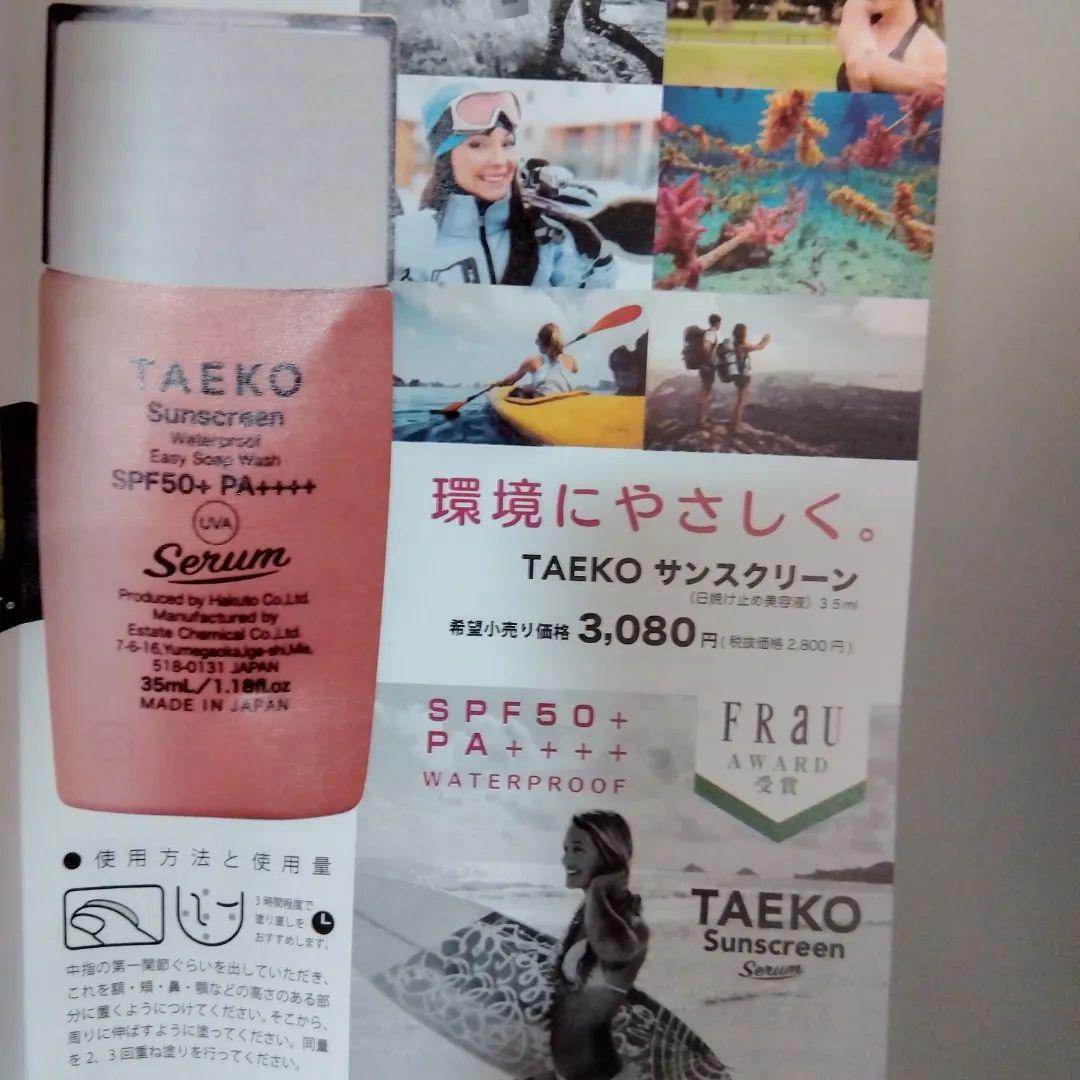 TAEKO
Sunscreen
Waterproof
Easy Soap Wash
SPF50+ PA++++
UVA
Serum
Produced by Hakuto Co.,Ltd.
Manufactured by
Estate Chemical Co.,Ltd.
7-6-16,Yumegaoka,Iga-shi,Mie,
518-0131 JAPAN
35mL/1.18fl.oz
MADE IN JAPAN
環境にやさしく。
TAEKO サンスクリーン
(日焼け止め美容液) 35ml
希望小売り価格 3,080円(税抜価格 2,800円)
SPF50+
PA++++
WATERPROOF
FRaU
AWARD
受賞
TAEKO
Sunscreen
Serum
●使用方法と使用量
3時間程度で
塗り直しを
おすすめします。
中指の第一関節ぐらいを出していただき、
これを額・頬・鼻・顎などの高さのある部
分に置くようにつけてください。そこから、
周りに伸ばすように塗ってください。同量
を2、3回重ね塗りを行ってください。